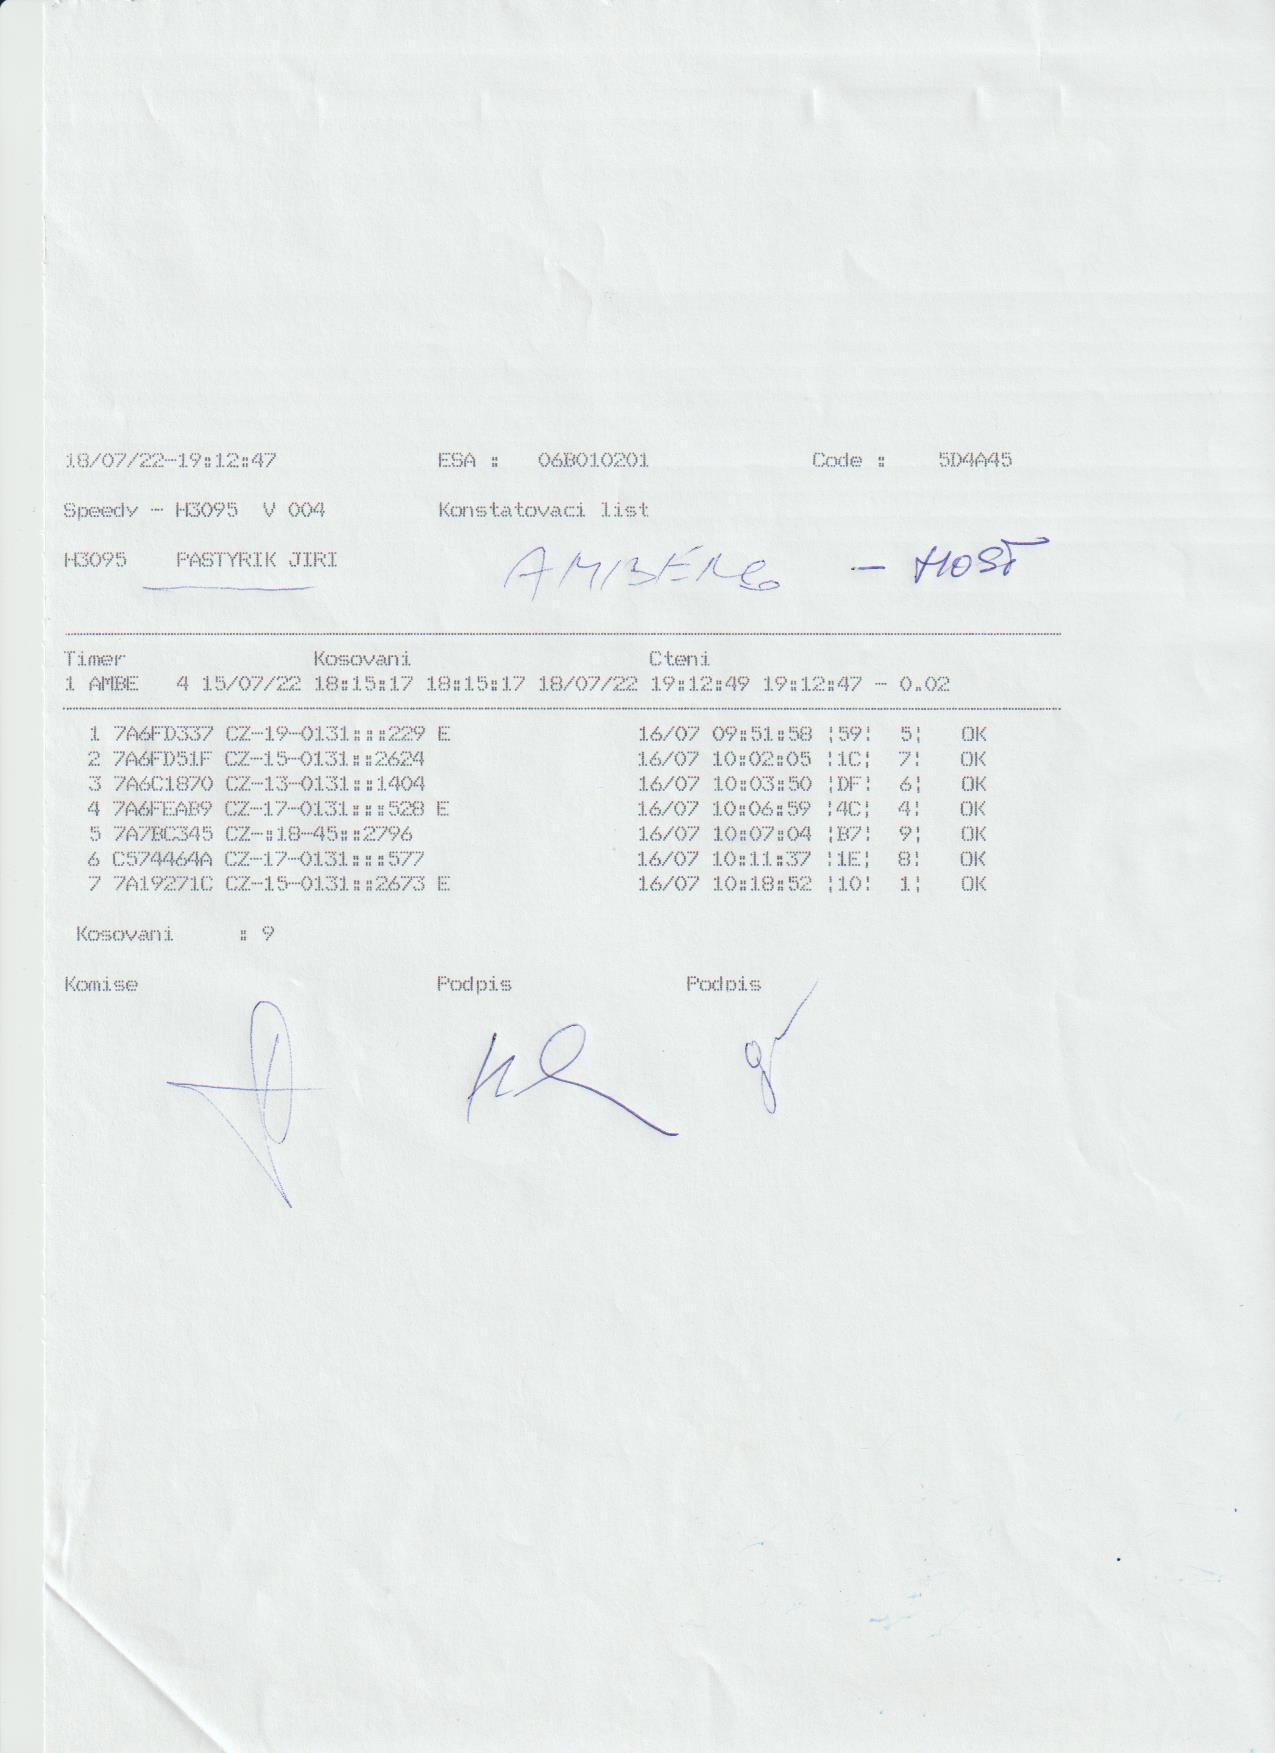 18/07/22-19:12:47 ESA : 06B010201 Code : 5D4A45
Speedy - H3095 V 004 Konstatovaci list
H3095 PASTYRIK JIRI AMBERG - HOST
Timer Kosovani Cteni
1 AMBE 4 15/07/22 18:15:17 18:15:17 18/07/22 19:12:49 19:12:47 - 0.02
1 7A6FD337 CZ-19-0131:::229 E 16/07 09:51:58 ¦59¦ 5¦ OK
2 7A6FD51F CZ-15-0131::2624 16/07 10:02:05 ¦1C¦ 7¦ OK
3 7A6C1870 CZ-13-0131::1404 16/07 10:03:50 ¦DF¦ 6¦ OK
4 7A6FEAB9 CZ-17-0131:::528 E 16/07 10:06:59 ¦4C¦ 4¦ OK
5 7A7BC345 CZ-:18-45::2796 16/07 10:07:04 ¦B7¦ 9¦ OK
6 C574464A CZ-17-0131:::577 16/07 10:11:37 ¦1E¦ 8¦ OK
7 7A19271C CZ-15-0131::2673 E 16/07 10:18:52 ¦10¦ 1¦ OK
Kosovani : 9
Komise Podpis Podpis